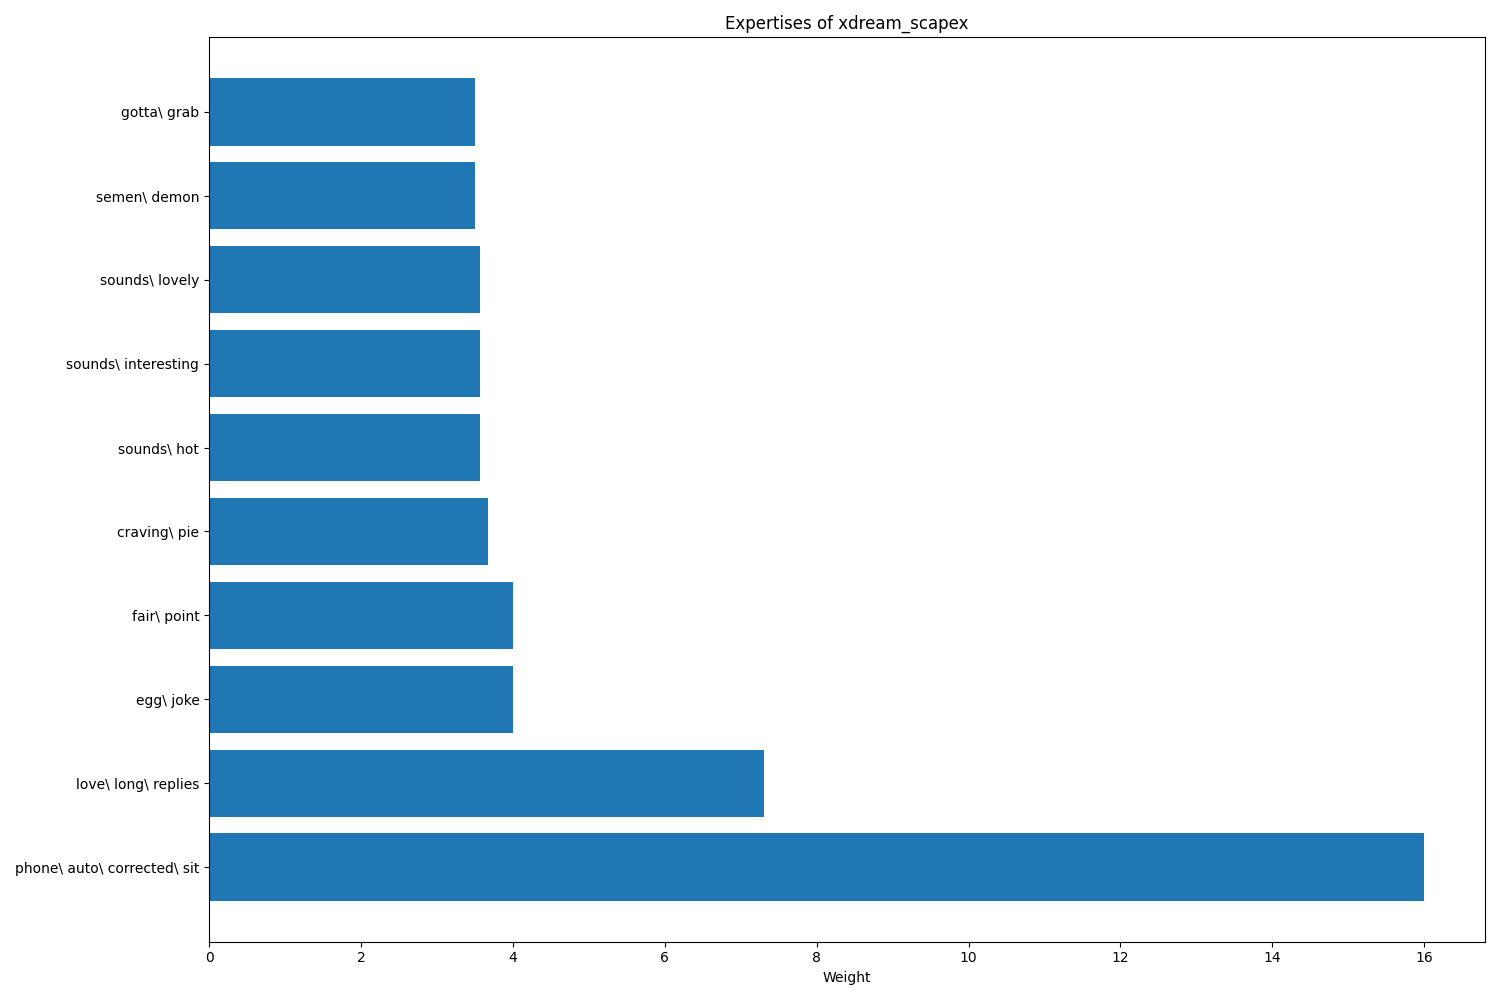 Expertises of xdream_scapex
gotta\ grab
semen\ demon
sounds\ lovely
sounds\ interesting
sounds\ hot
craving\ pie
fair\ point
egg\ joke
love\ long\ replies
phone\ auto\ corrected\ sit
0 2 4 6 8 10 12 14 16
Weight